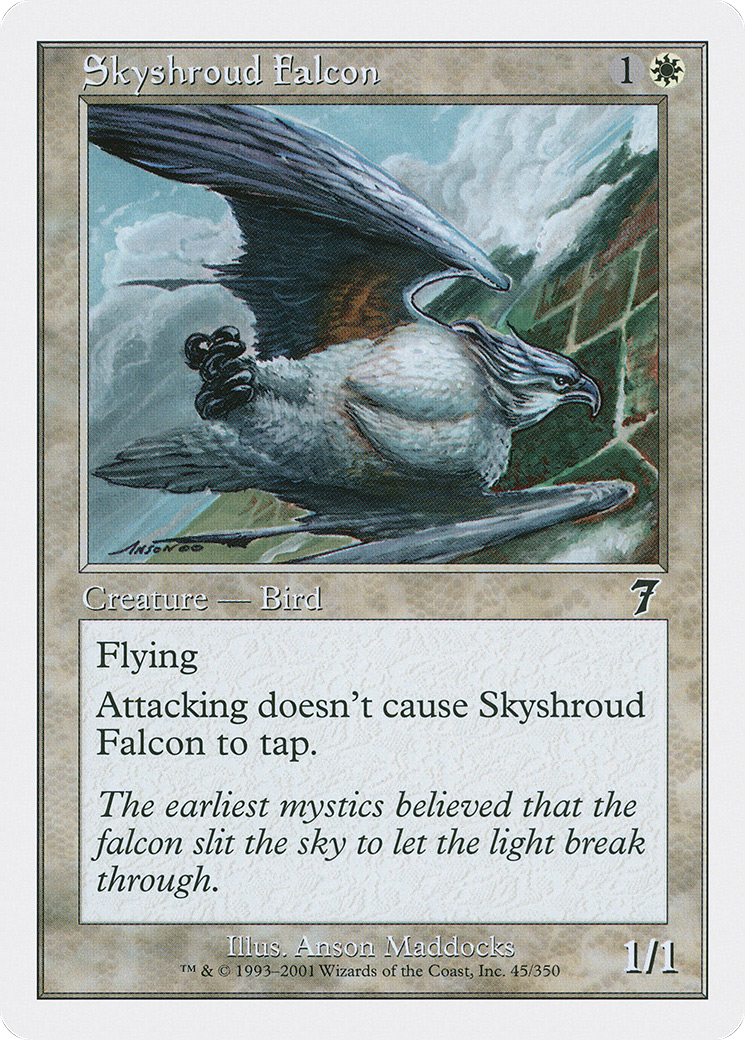 Skyshroud Falcon 1
ANSON 00
Creature — Bird 7
Flying
Attacking doesn't cause Skyshroud
Falcon to tap.
The earliest mystics believed that the
falcon slit the sky to let the light break
through.
Illus. Anson Maddocks
1/1
™ & © 1993–2001 Wizards of the Coast, Inc. 45/350